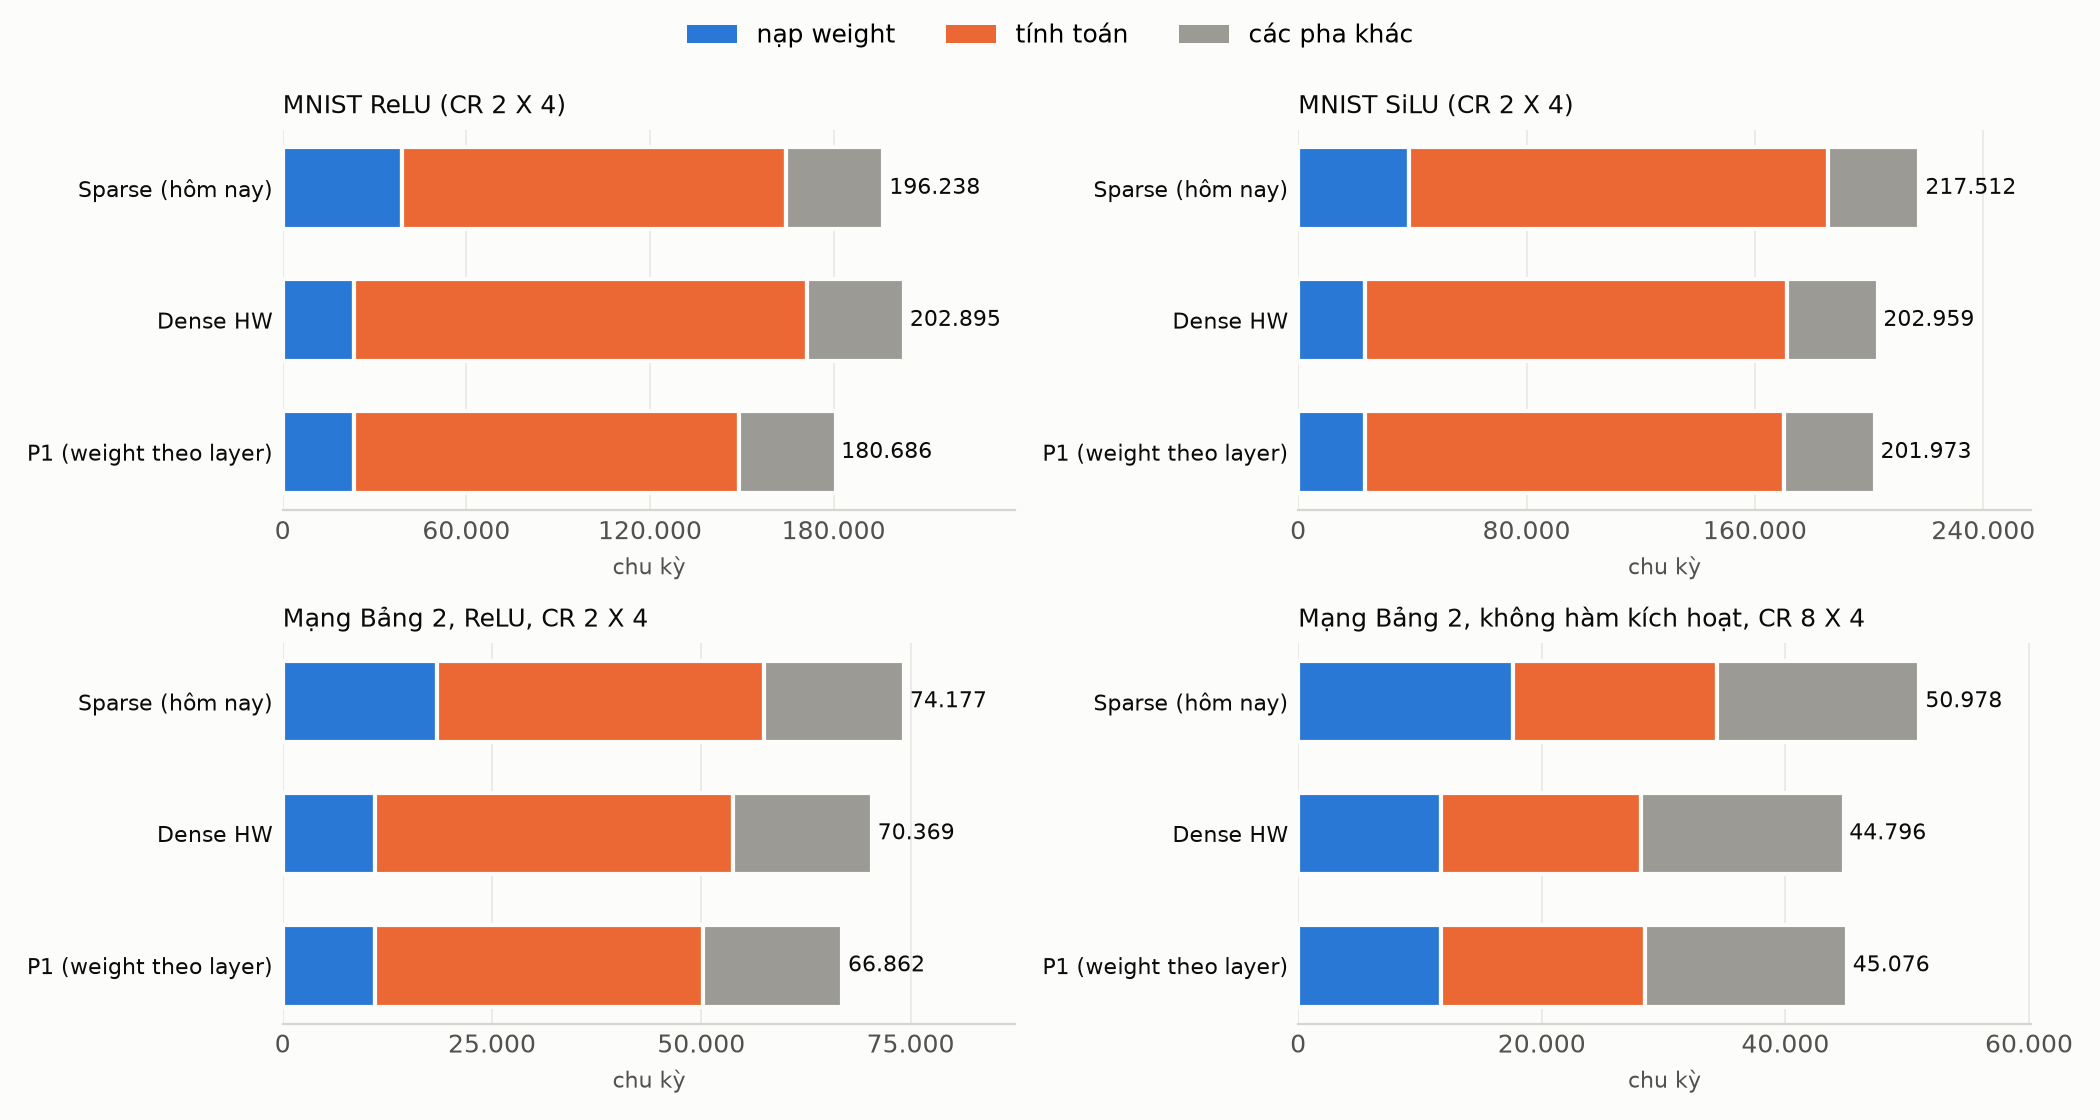 nạp weight tính toán các pha khác
MNIST ReLU (CR 2 X 4)
Sparse (hôm nay) 196.238
Dense HW 202.895
P1 (weight theo layer) 180.686
0 60.000 120.000 180.000
chu kỳ
MNIST SiLU (CR 2 X 4)
Sparse (hôm nay) 217.512
Dense HW 202.959
P1 (weight theo layer) 201.973
0 80.000 160.000 240.000
chu kỳ
Mạng Bảng 2, ReLU, CR 2 X 4
Sparse (hôm nay) 74.177
Dense HW 70.369
P1 (weight theo layer) 66.862
0 25.000 50.000 75.000
chu kỳ
Mạng Bảng 2, không hàm kích hoạt, CR 8 X 4
Sparse (hôm nay) 50.978
Dense HW 44.796
P1 (weight theo layer) 45.076
0 20.000 40.000 60.000
chu kỳ